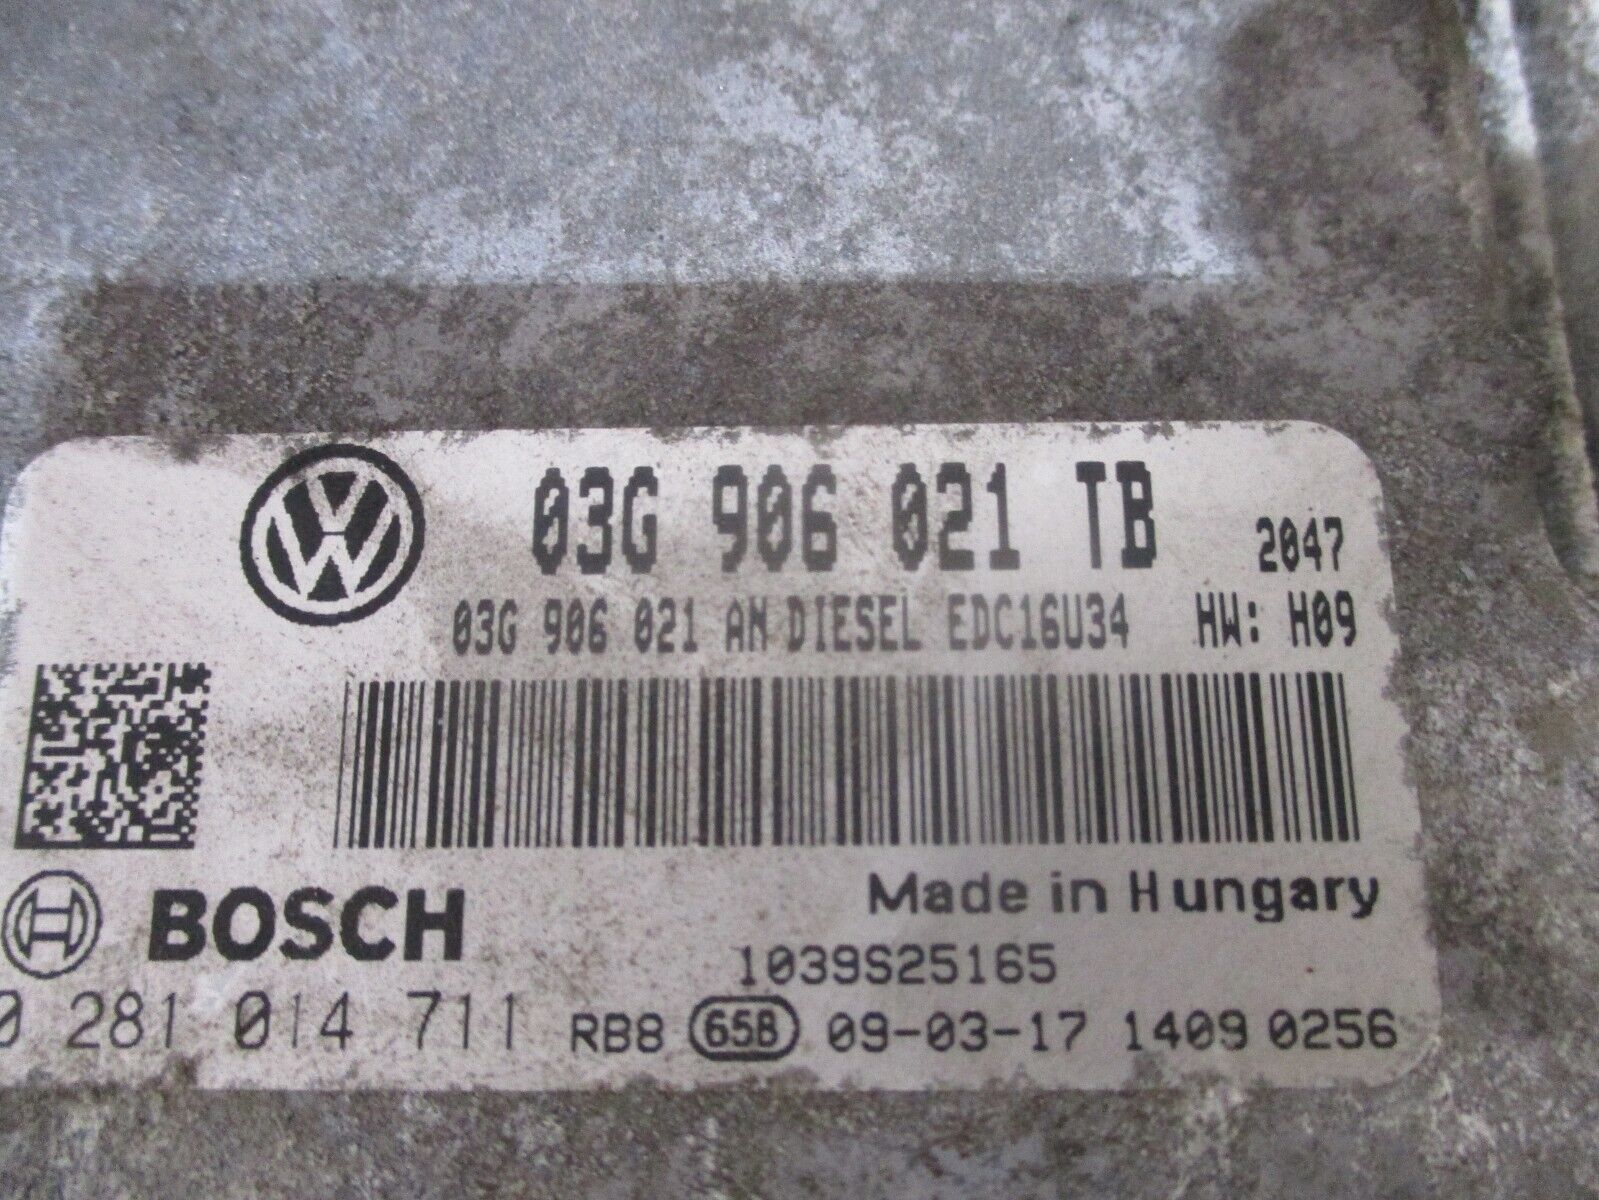 03G 906 021 TB 2047
03G 906 021 AN DIESEL EDC16U34 HW: H09
BOSCH
Made in Hungary
1039S25165
0 281 014 711 RB8 65B 09-03-17 1409 0256